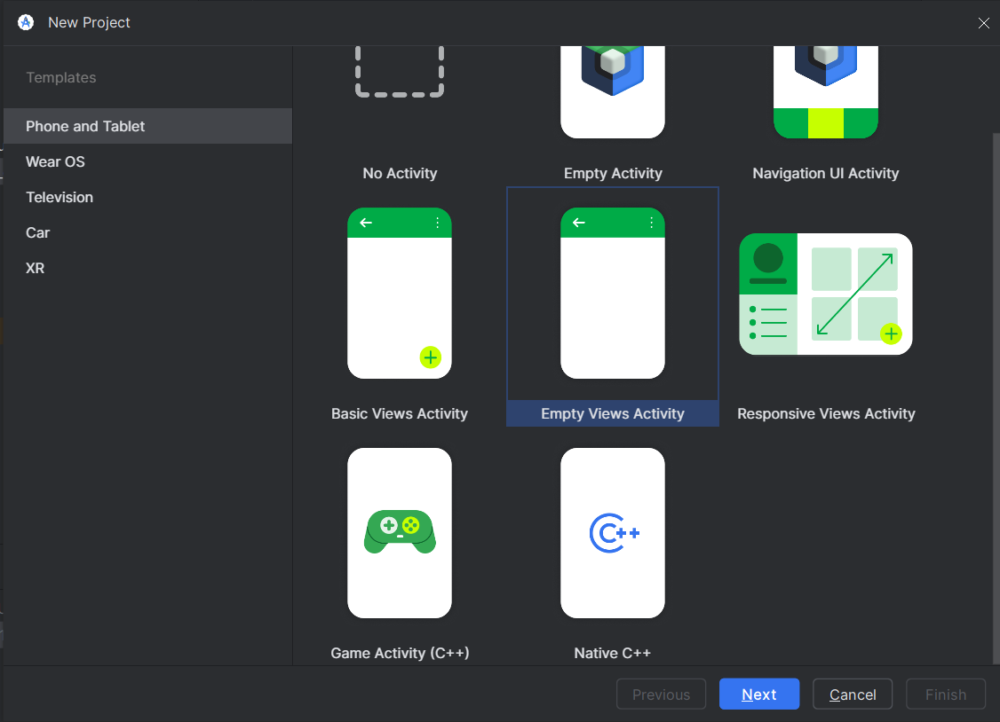 New Project
Templates
Phone and Tablet
Wear OS
Television
Car
XR
No Activity
Empty Activity
Navigation UI Activity
Basic Views Activity
Empty Views Activity
Responsive Views Activity
C++
Game Activity (C++)
Native C++
Previous
Next
Cancel
Finish